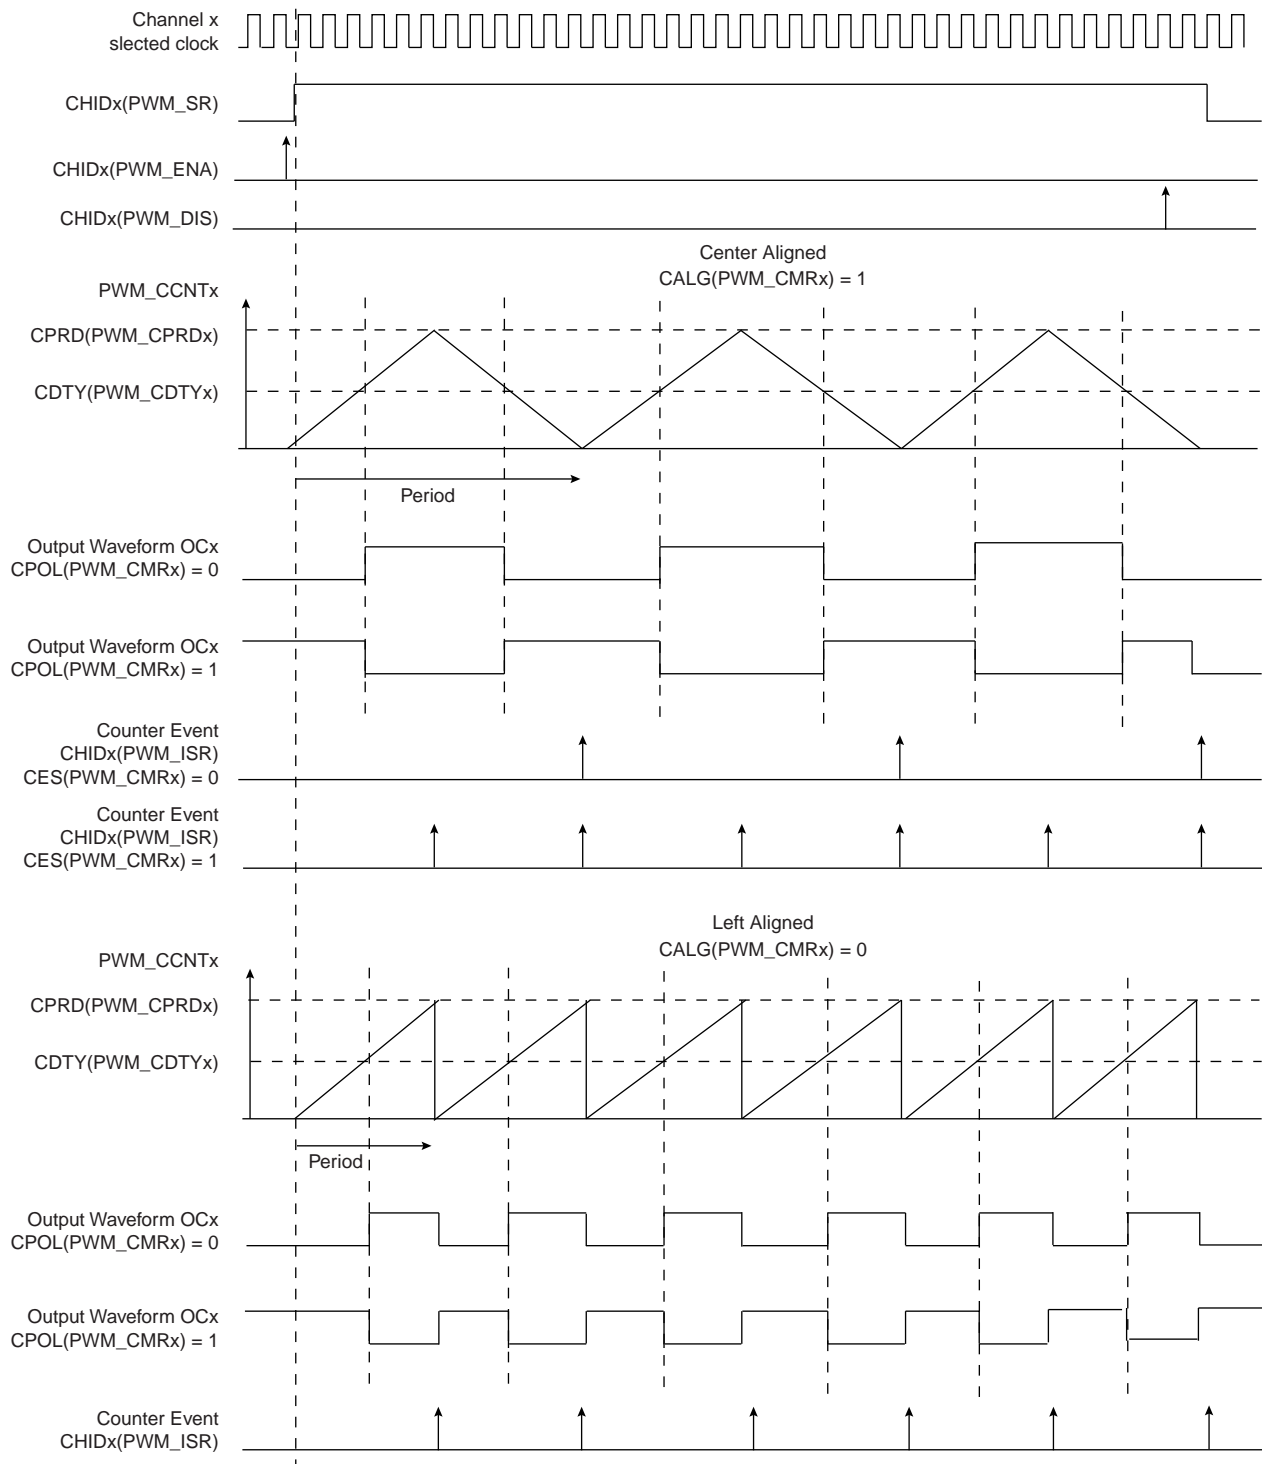 Channel x
slected clock
CHIDx(PWM_SR)
CHIDx(PWM_ENA)
CHIDx(PWM_DIS)
Center Aligned
CALG(PWM_CMRx) = 1
PWM_CCNTx
CPRD(PWM_CPRDx)
CDTY(PWM_CDTYx)
Period
Output Waveform OCx
CPOL(PWM_CMRx) = 0
Output Waveform OCx
CPOL(PWM_CMRx) = 1
Counter Event
CHIDx(PWM_ISR)
CES(PWM_CMRx) = 0
Counter Event
CHIDx(PWM_ISR)
CES(PWM_CMRx) = 1
Left Aligned
CALG(PWM_CMRx) = 0
PWM_CCNTx
CPRD(PWM_CPRDx)
CDTY(PWM_CDTYx)
Period
Output Waveform OCx
CPOL(PWM_CMRx) = 0
Output Waveform OCx
CPOL(PWM_CMRx) = 1
Counter Event
CHIDx(PWM_ISR)